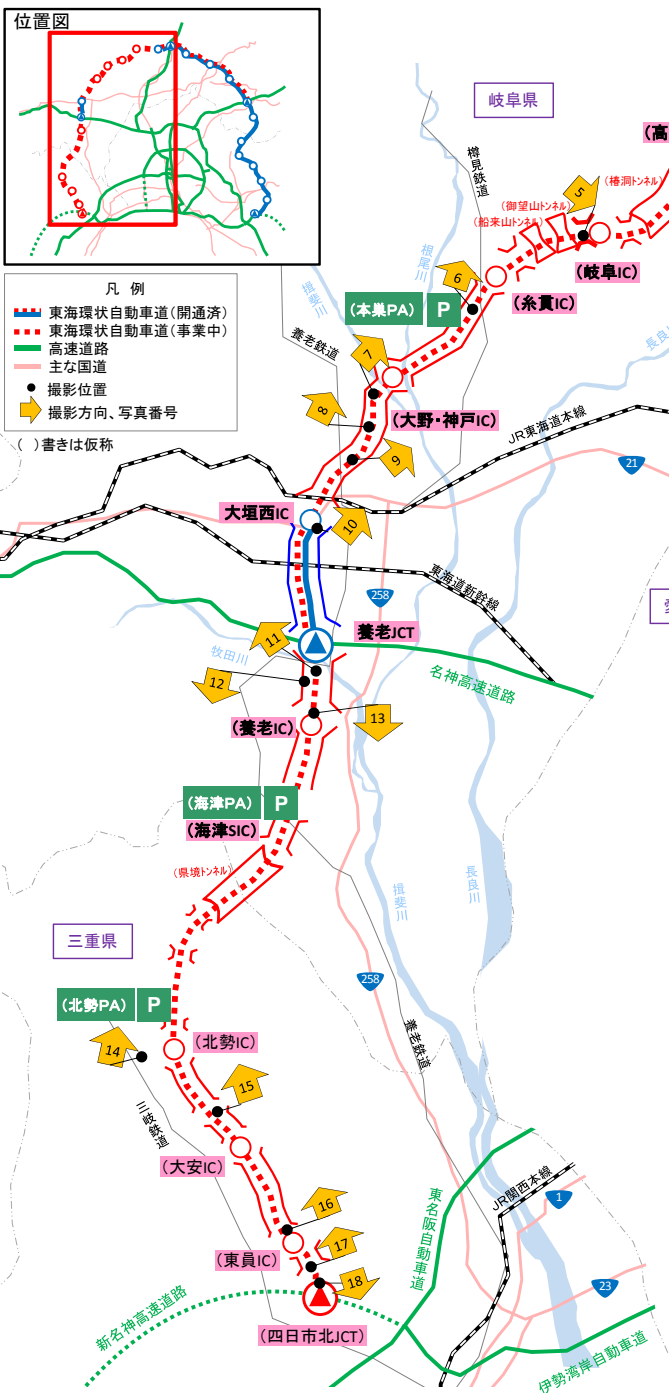 位置図
凡 例
東海環状自動車道(開通済)
東海環状自動車道(事業中)
高速道路
主な国道
撮影位置
撮影方向、写真番号
( )書きは仮称
岐阜県
(高
樽見鉄道
5
(椿洞トンネル)
(御望山トンネル)
(船来山トンネル)
(岐阜IC)
根尾川
揖斐川
6
(糸貫IC)
(本巣PA) P
長良川
養老鉄道
7
8
(大野・神戸IC)
JR東海道本線
9
21
大垣西IC
10
東海道新幹線
258
11
養老JCT
牧田川
揖斐川
12
名神高速道路
13
(養老IC)
(海津PA) P
(海津SIC)
(県境トンネル)
揖斐川
長良川
三重県
258
(北勢PA) P
養老鉄道
14
(北勢IC)
15
三岐鉄道
(大安IC)
JR関西本線
東名阪自動車道
1
16
17
(東員IC)
18
23
新名神高速道路
(四日市北JCT)
伊勢湾岸自動車道